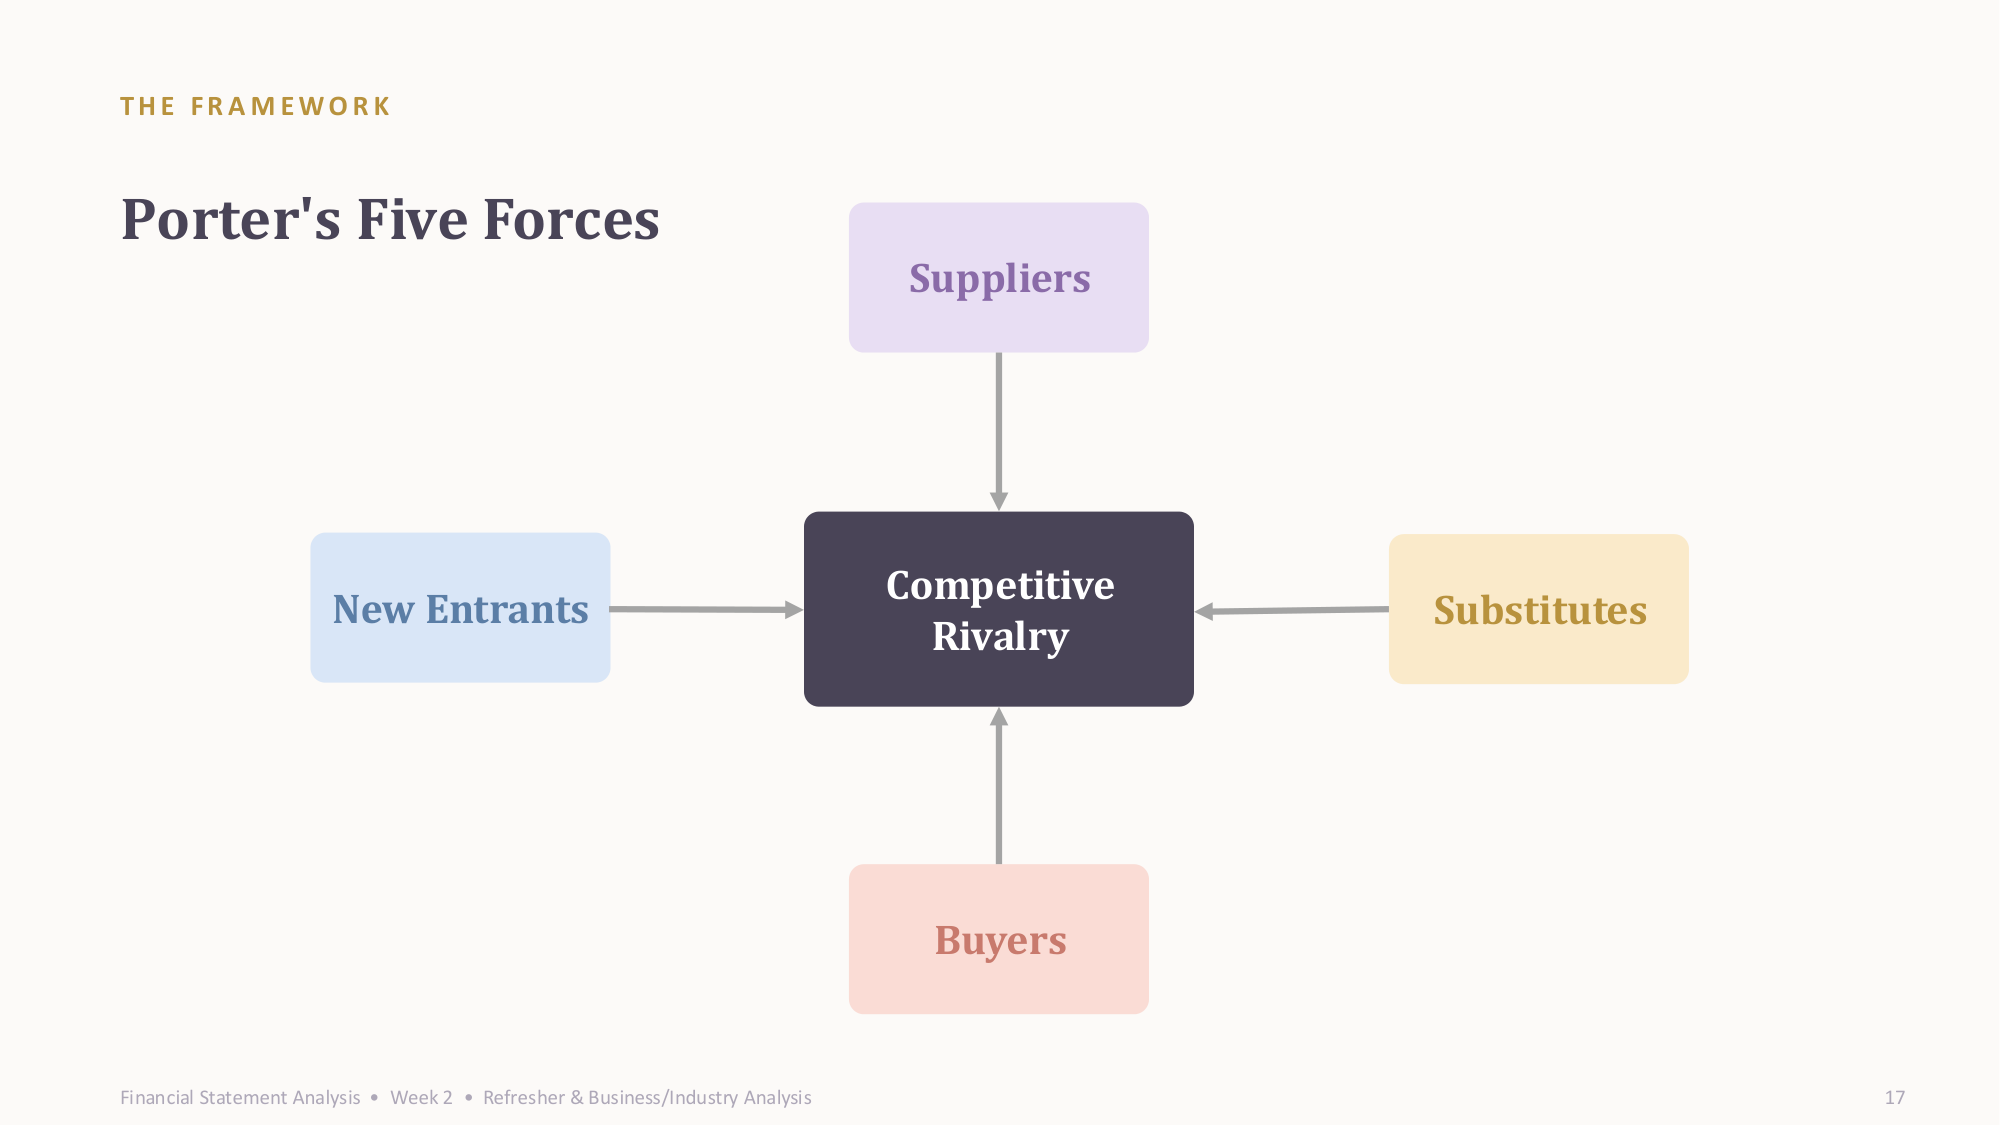 THE FRAMEWORK
Porter's Five Forces
Suppliers
New Entrants
Competitive
Rivalry
Substitutes
Buyers
Financial Statement Analysis • Week 2 • Refresher & Business/Industry Analysis
17